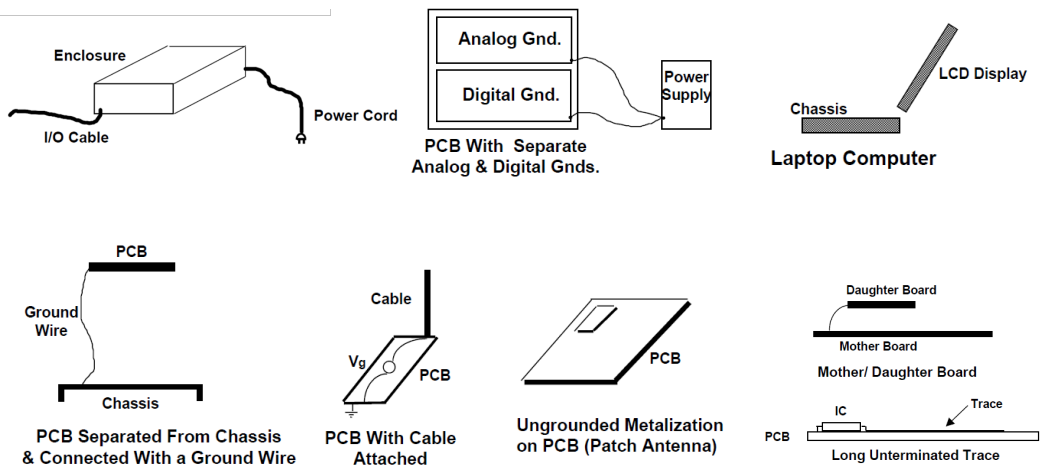 Enclosure
I/O Cable
Power Cord
Analog Gnd.
Digital Gnd.
Power
Supply
PCB With Separate
Analog & Digital Gnds.
LCD Display
Chassis
Laptop Computer
PCB
Ground
Wire
Chassis
PCB Separated From Chassis
& Connected With a Ground Wire
Cable
Vg
PCB
PCB With Cable
Attached
PCB
Ungrounded Metalization
on PCB (Patch Antenna)
Daughter Board
Mother Board
Mother/ Daughter Board
IC
Trace
PCB
Long Unterminated Trace